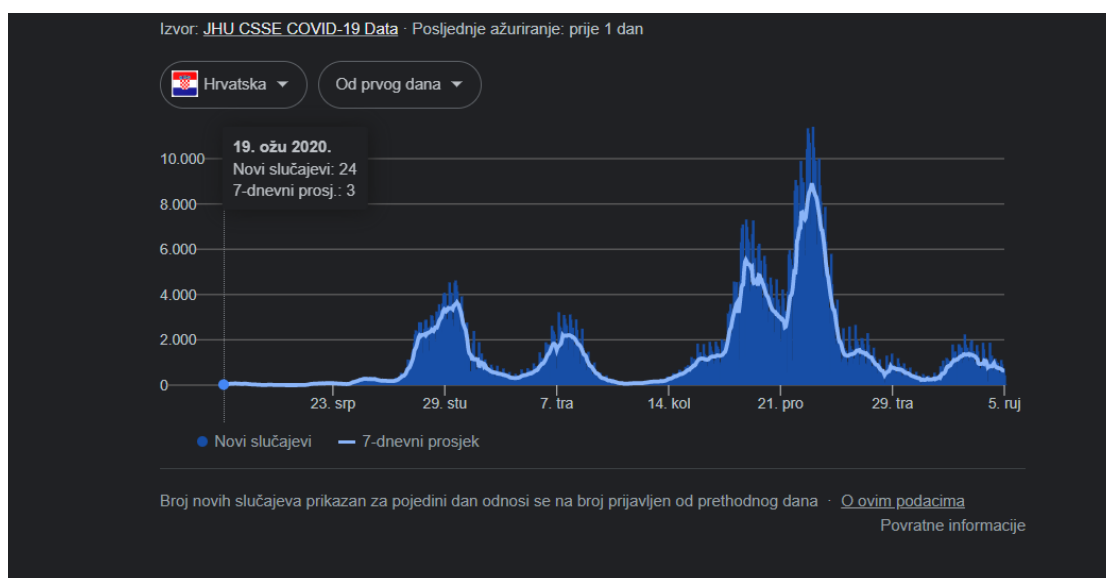 Izvor: JHU CSSE COVID-19 Data · Posljednje ažuriranje: prije 1 dan
Hrvatska
Od prvog dana
19. ožu 2020.
Novi slučajevi: 24
7-dnevni prosj.: 3
10.000
8.000
6.000
4.000
2.000
0
23. srp
29. stu
7. tra
14. kol
21. pro
29. tra
5. ruj
Novi slučajevi
7-dnevni prosjek
Broj novih slučajeva prikazan za pojedini dan odnosi se na broj prijavljen od prethodnog dana · O ovim podacima
Povratne informacije